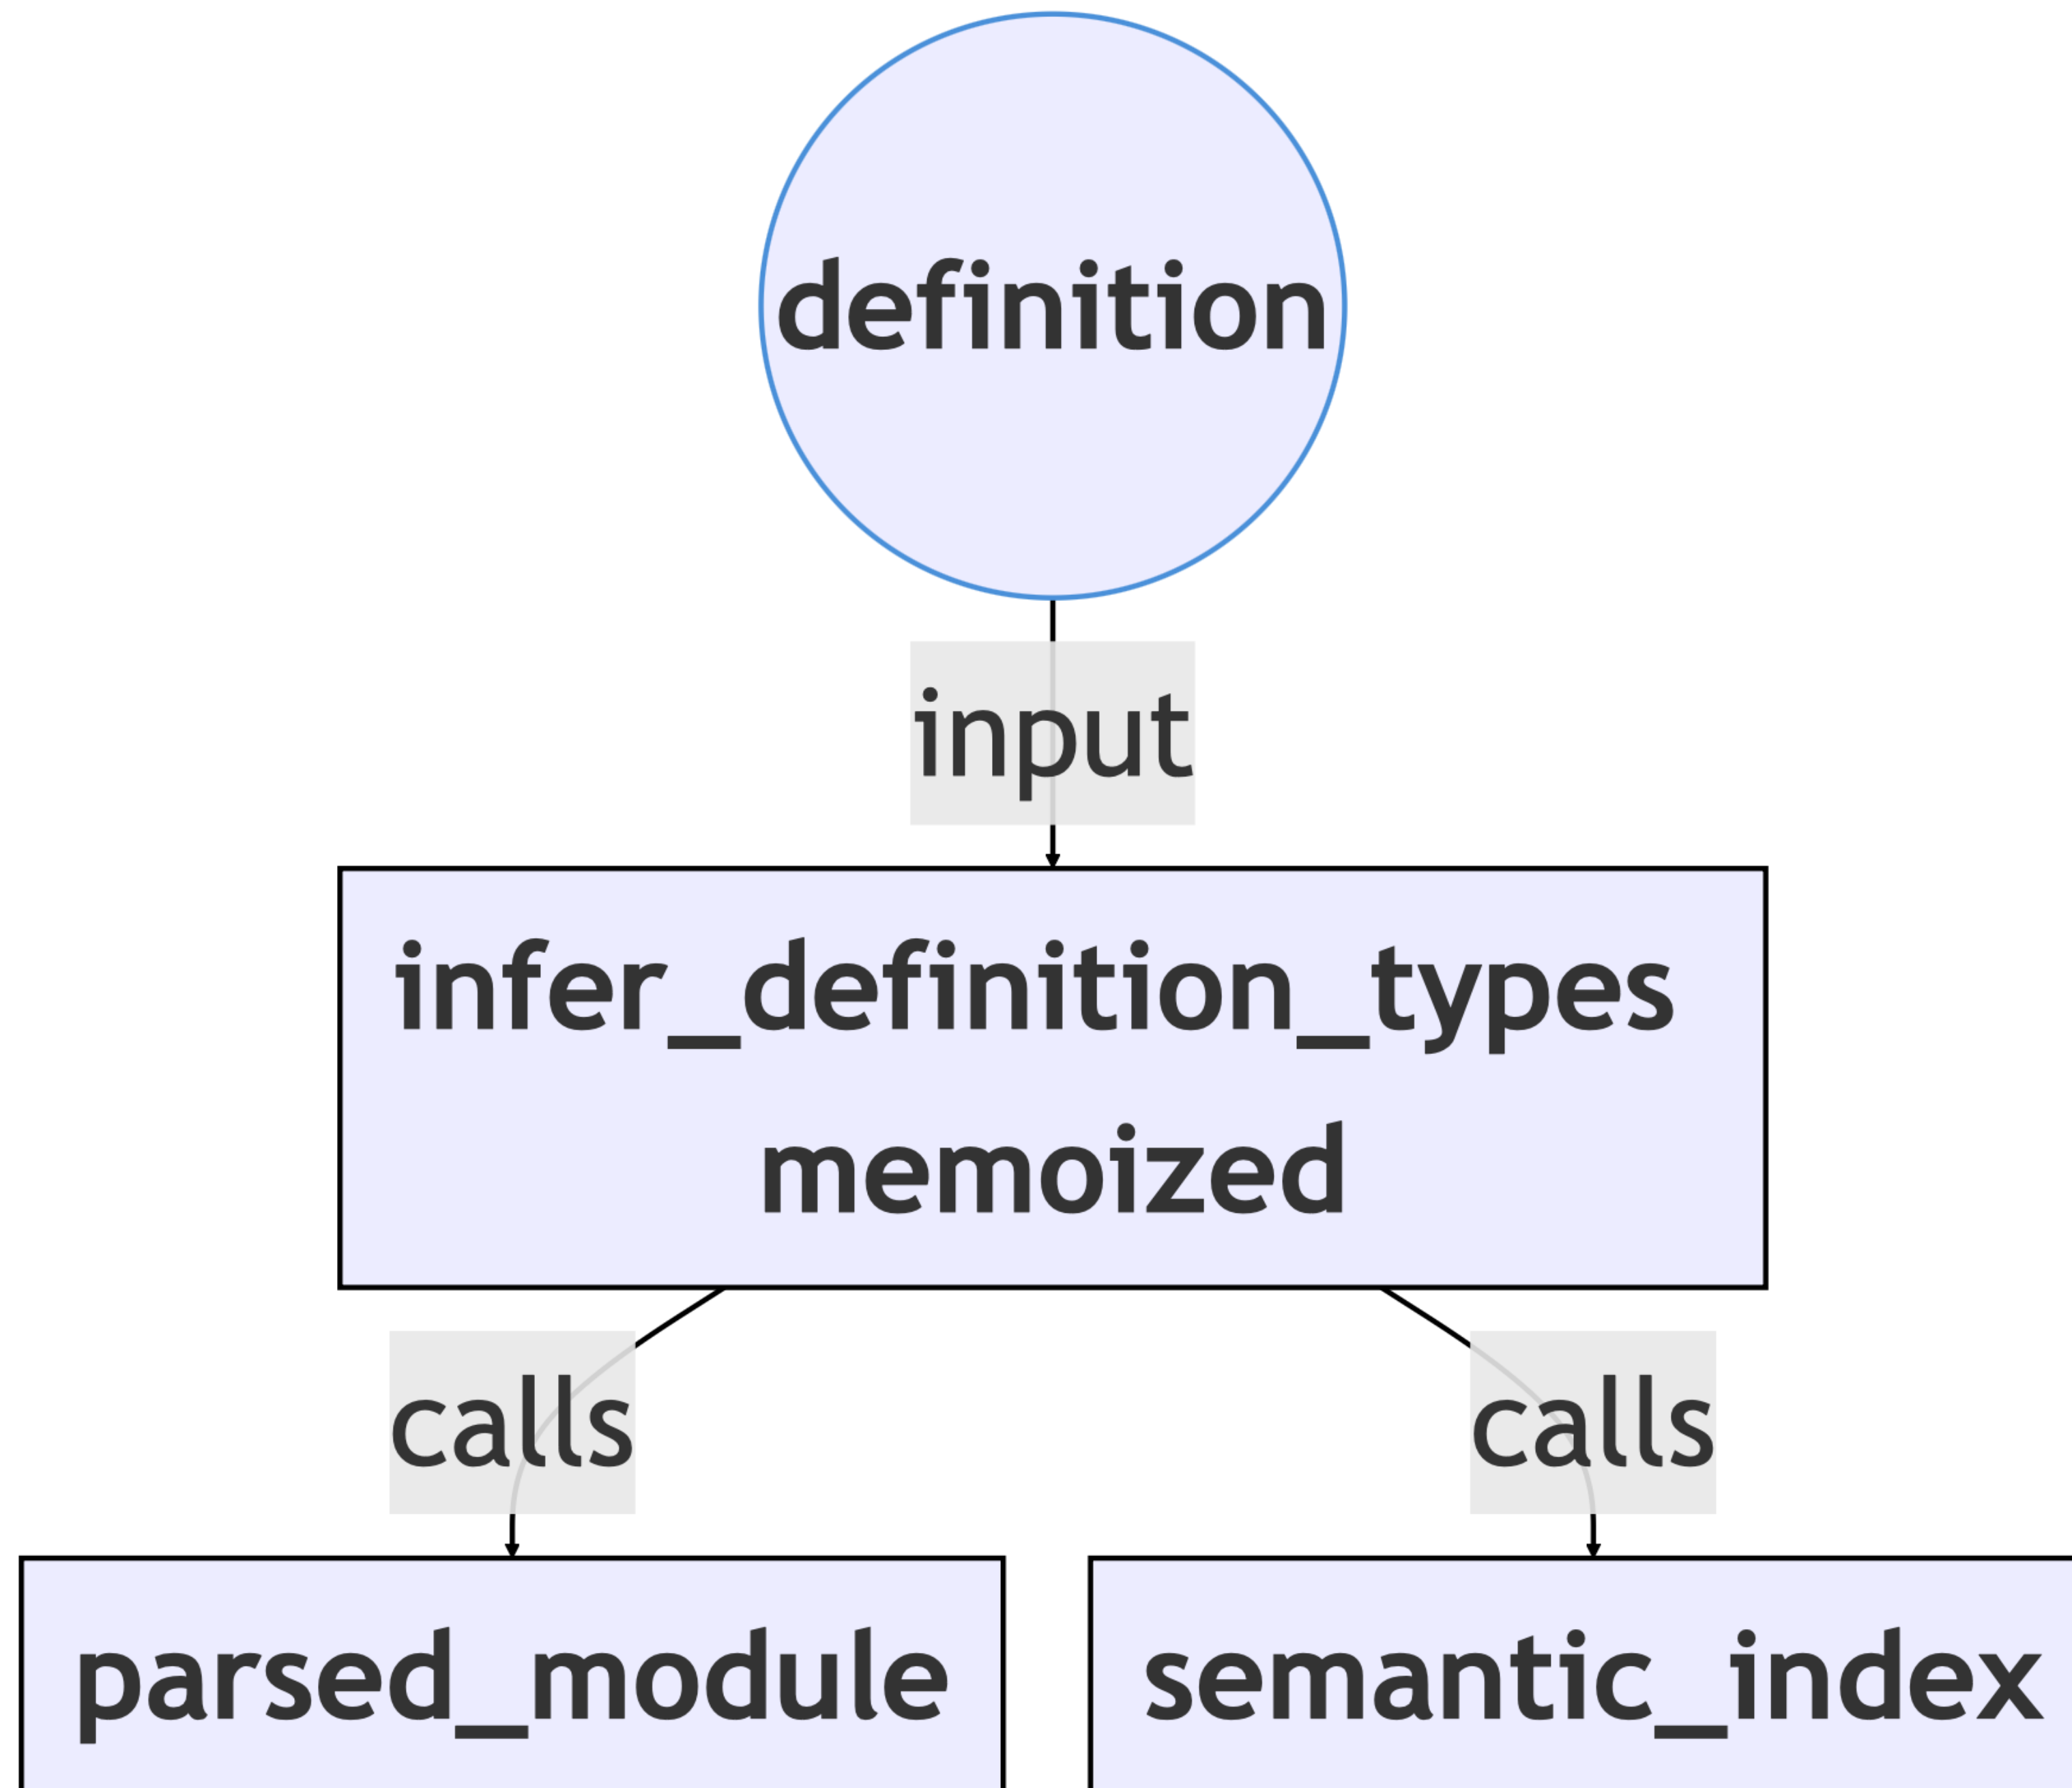 definition
input
infer_definition_types
memoized
calls
calls
parsed_module
semantic_index